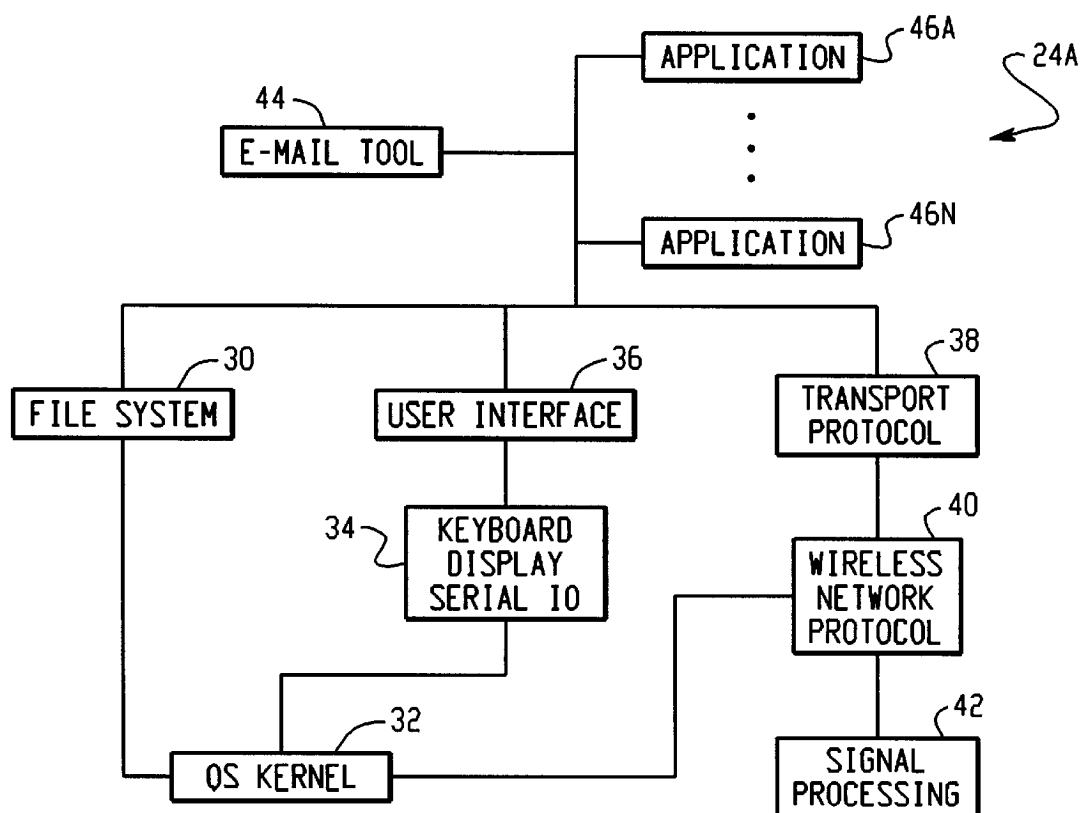 46A
APPLICATION
24A
44
E-MAIL TOOL
46N
APPLICATION
30
FILE SYSTEM
36
USER INTERFACE
38
TRANSPORT
PROTOCOL
34
KEYBOARD
DISPLAY
SERIAL IO
40
WIRELESS
NETWORK
PROTOCOL
32
OS KERNEL
42
SIGNAL
PROCESSING